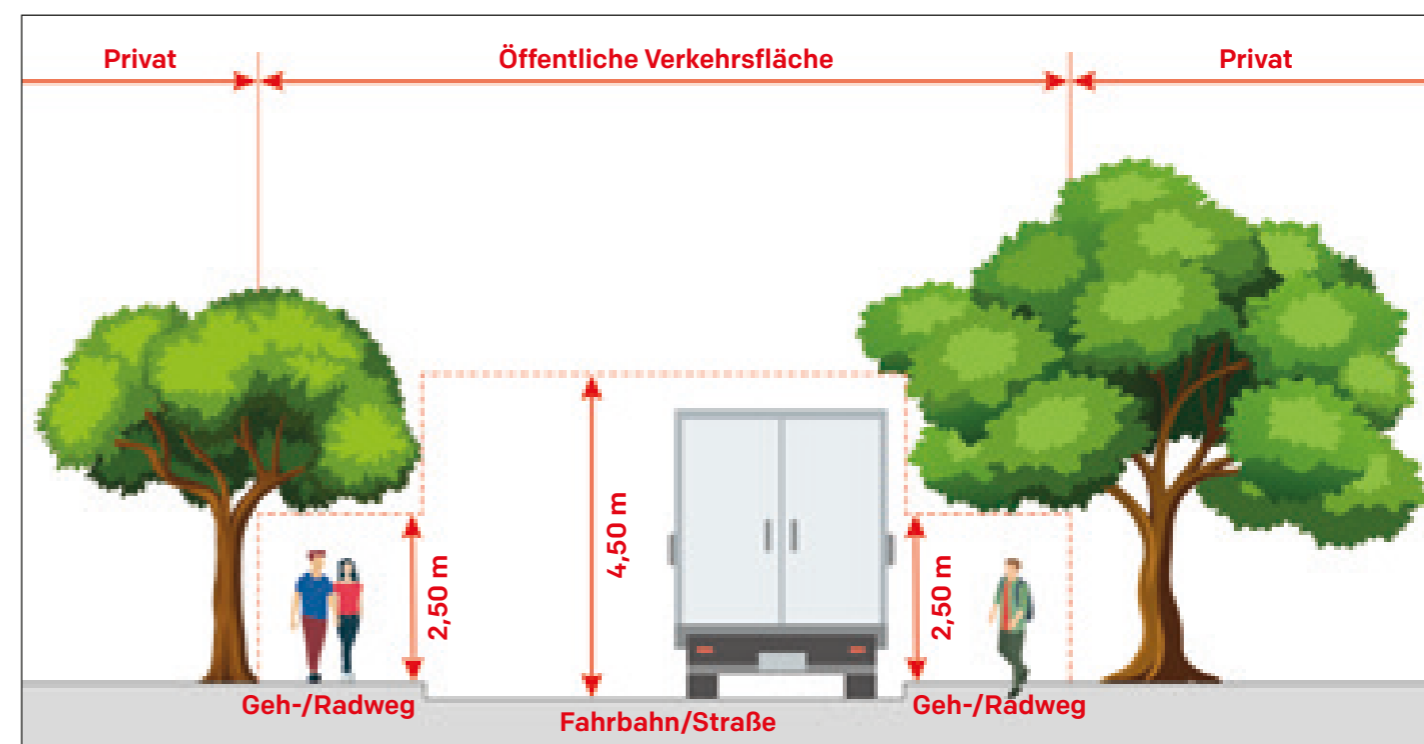 Privat
Öffentliche Verkehrsfläche
Privat
2,50 m
4,50 m
2,50 m
Geh-/Radweg
Fahrbahn/Straße
Geh-/Radweg